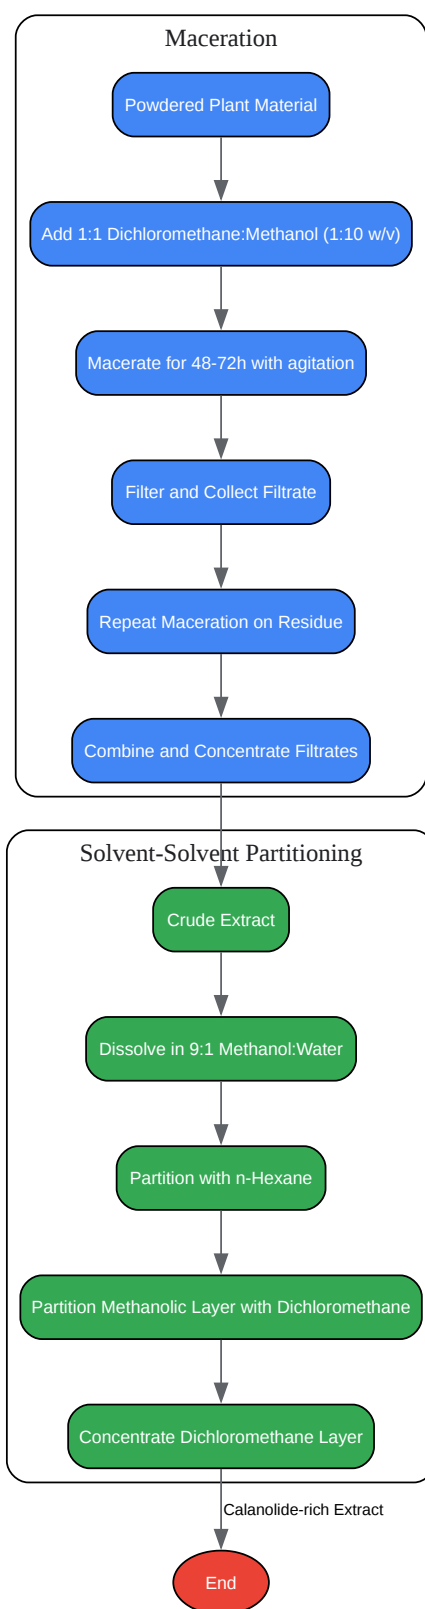 Maceration
Powdered Plant Material
Add 1:1 Dichloromethane:Methanol (1:10 w/v)
Macerate for 48-72h with agitation
Filter and Collect Filtrate
Repeat Maceration on Residue
Combine and Concentrate Filtrates
Solvent-Solvent Partitioning
Crude Extract
Dissolve in 9:1 Methanol:Water
Partition with n-Hexane
Partition Methanolic Layer with Dichloromethane
Concentrate Dichloromethane Layer
Calanolide-rich Extract
End